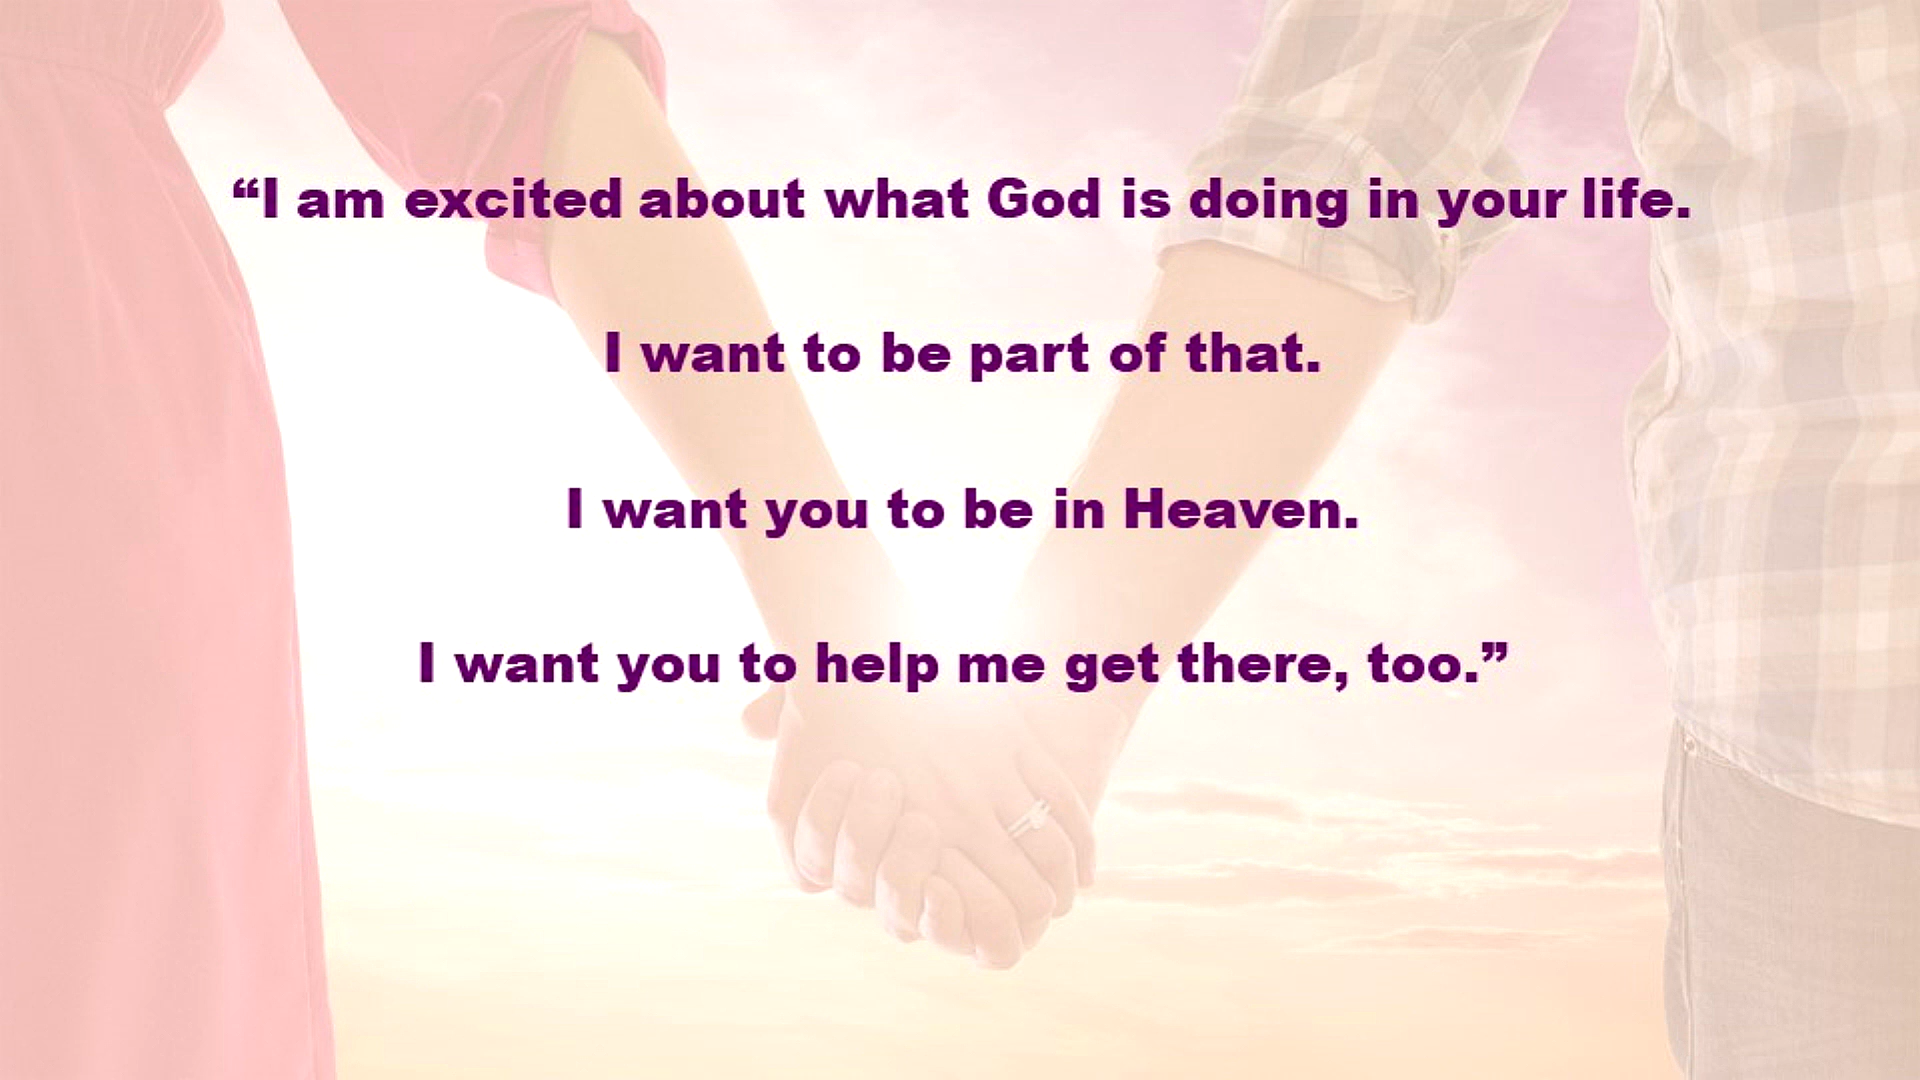 “I am excited about what God is doing in your life.
I want to be part of that.
I want you to be in Heaven.
I want you to help me get there, too.”